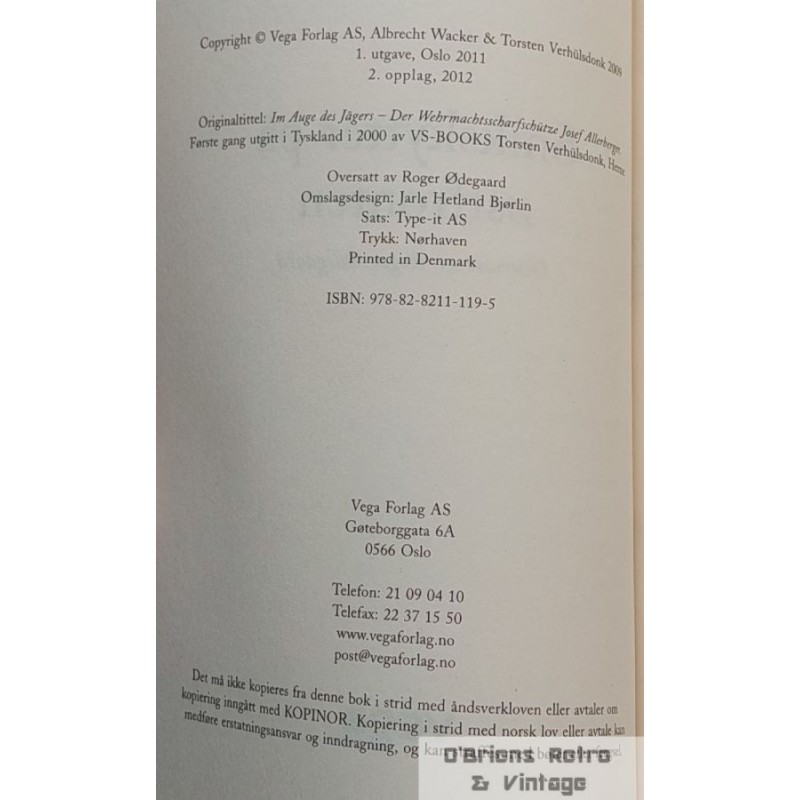 Copyright © Vega Forlag AS, Albrecht Wacker & Torsten Verhülsdonk 2009
1. utgave, Oslo 2011
2. opplag, 2012
Originaltittel: Im Auge des Jägers – Der Wehrmachtsscharfschütze Josef Allerberger.
Første gang utgitt i Tyskland i 2000 av VS-BOOKS Torsten Verhülsdonk, Herne
Oversatt av Roger Ødegaard
Omslagsdesign: Jarle Hetland Bjørlin
Sats: Type-it AS
Trykk: Nørhaven
Printed in Denmark
ISBN: 978-82-8211-119-5
Vega Forlag AS
Gøteborggata 6A
0566 Oslo
Telefon: 21 09 04 10
Telefax: 22 37 15 50
www.vegaforlag.no
post@vegaforlag.no
Det må ikke kopieres fra denne bok i strid med åndsverkloven eller avtaler om
kopiering inngått med KOPINOR. Kopiering i strid med norsk lov eller avtale kan
medføre erstatningsansvar og inndragning, og kan
O'Briens Retro
& Vintage